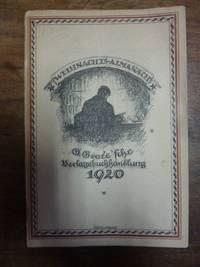 WEIHNACHTS-ALMANACH
G. Grote'sche
Verlagsbuchhandlung
1920